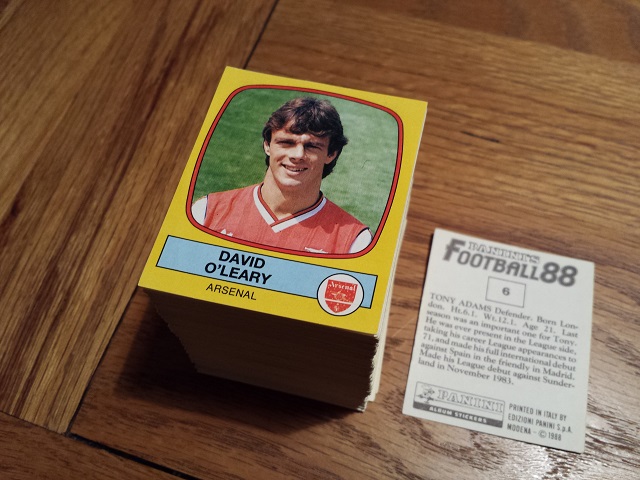 DAVID
O'LEARY
ARSENAL
Arsenal
PANINI'S
FOOTBALL 88
6
TONY ADAMS Defender. Born Lon-
don. Ht.6.1. Wt.12.1. Age 21. Last
season was an important one for Tony.
He was ever present in the League side,
taking his career League appearances to
71, and made his full international debut
against Spain in the friendly in Madrid.
Made his League debut against Sunder-
land in November 1983.
PANINI
ALBUM STICKERS
PRINTED IN ITALY BY
EDIZIONI PANINI S.p.A.
MODENA - © 1988